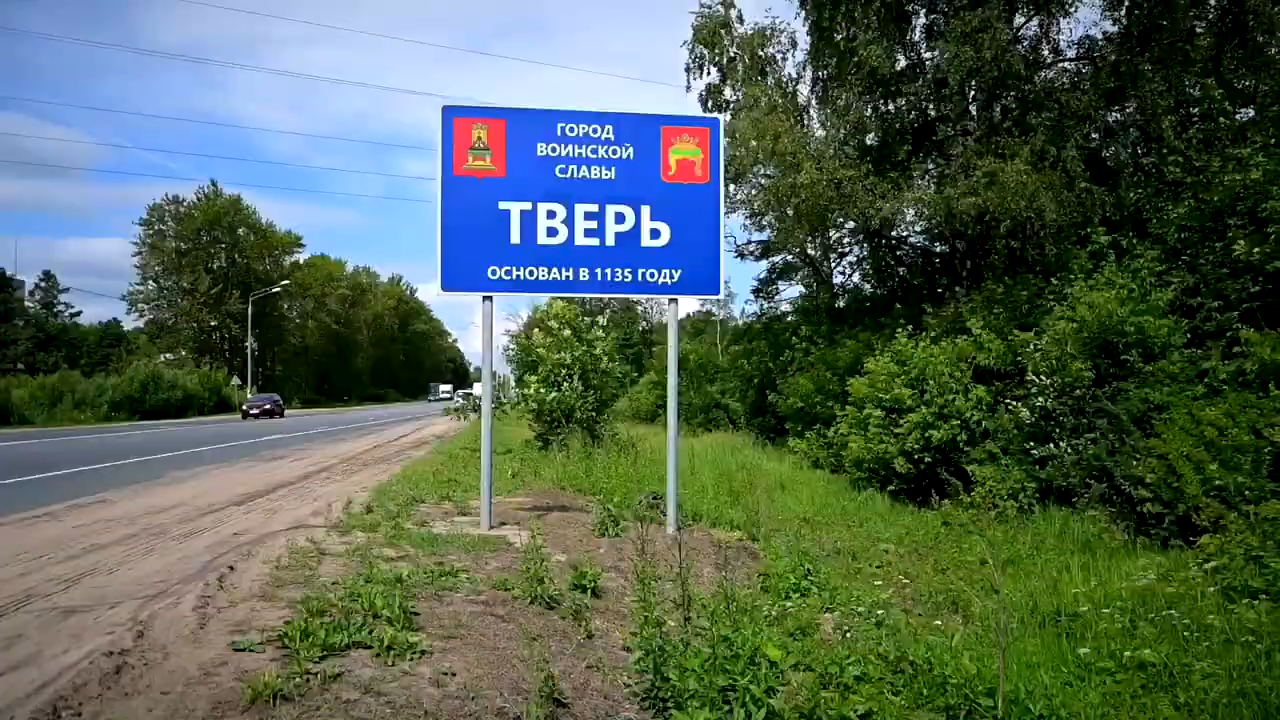 ГОРОД
ВОИНСКОЙ
СЛАВЫ
ТВЕРЬ
ОСНОВАН В 1135 ГОДУ